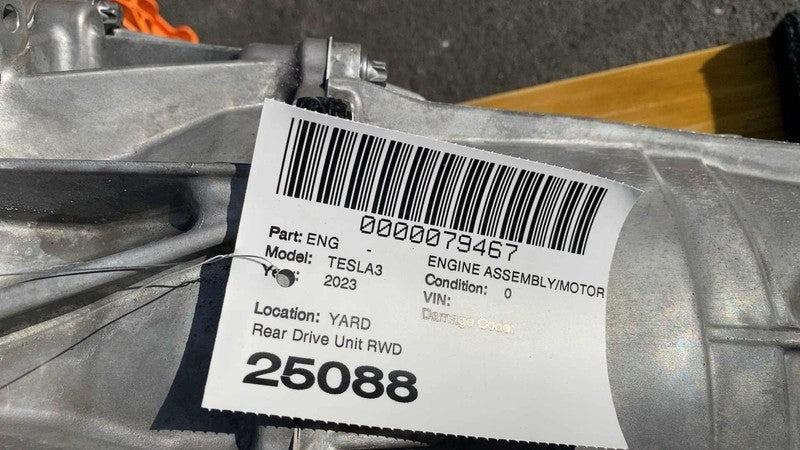 0000079467
Part: ENG - ENGINE ASSEMBLY/MOTOR
Model: TESLA3 Condition: 0
Year: 2023 VIN:
Damage Code:
Location: YARD
Rear Drive Unit RWD
25088